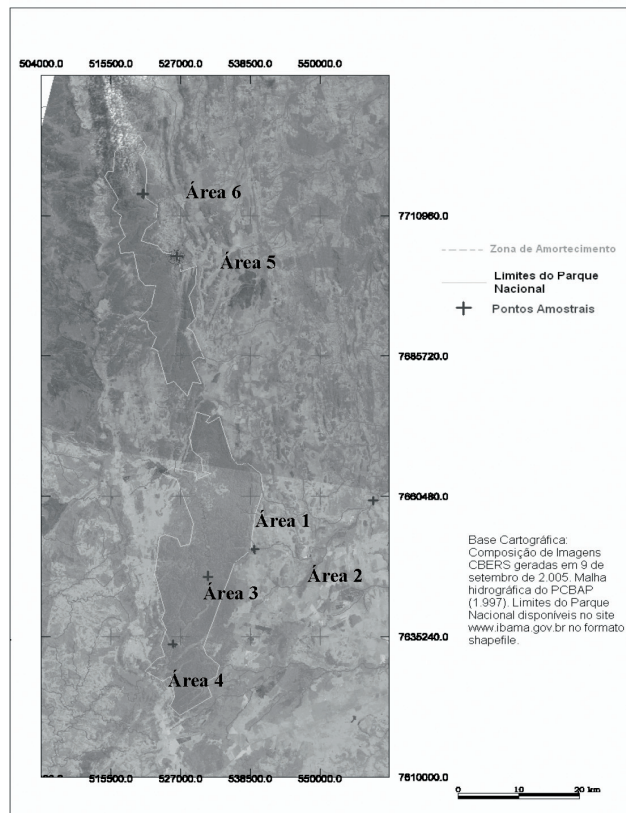 504000.0 515500.0 527000.0 538500.0 550000.0
Área 6
7710960.0
Área 5
Zona de Amortecimento
Limites do Parque
Nacional
Pontos Amostrais
7685720.0
7660480.0
Área 1
Área 2
Base Cartográfica:
Composição de Imagens
CBERS geradas em 9 de
setembro de 2.005. Malha
hidrográfica do PCBAP
(1.997). Limites do Parque
Nacional disponíveis no site
www.ibama.gov.br no formato
shapefile.
Área 3
7635240.0
Área 4
7610000.0
515500.0 527000.0 538500.0 550000.0
0 10 20 km